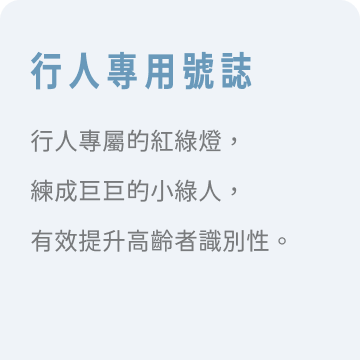 行人專用號誌
行人專屬的紅綠燈，
練成巨巨的小綠人，
有效提升高齡者識別性。